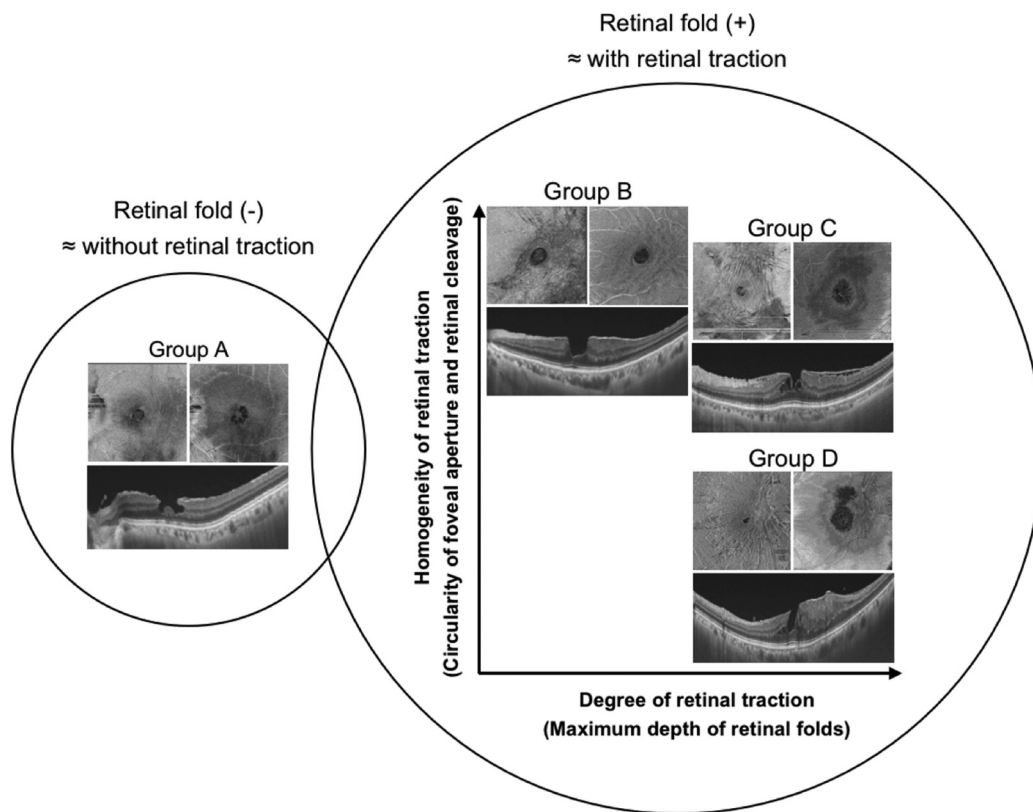 Retinal fold (+)
≈ with retinal traction
Retinal fold (-)
≈ without retinal traction
Group A
Group B
Group C
Group D
Homogeneity of retinal traction
(Circularity of foveal aperture and retinal cleavage)
Degree of retinal traction
(Maximum depth of retinal folds)